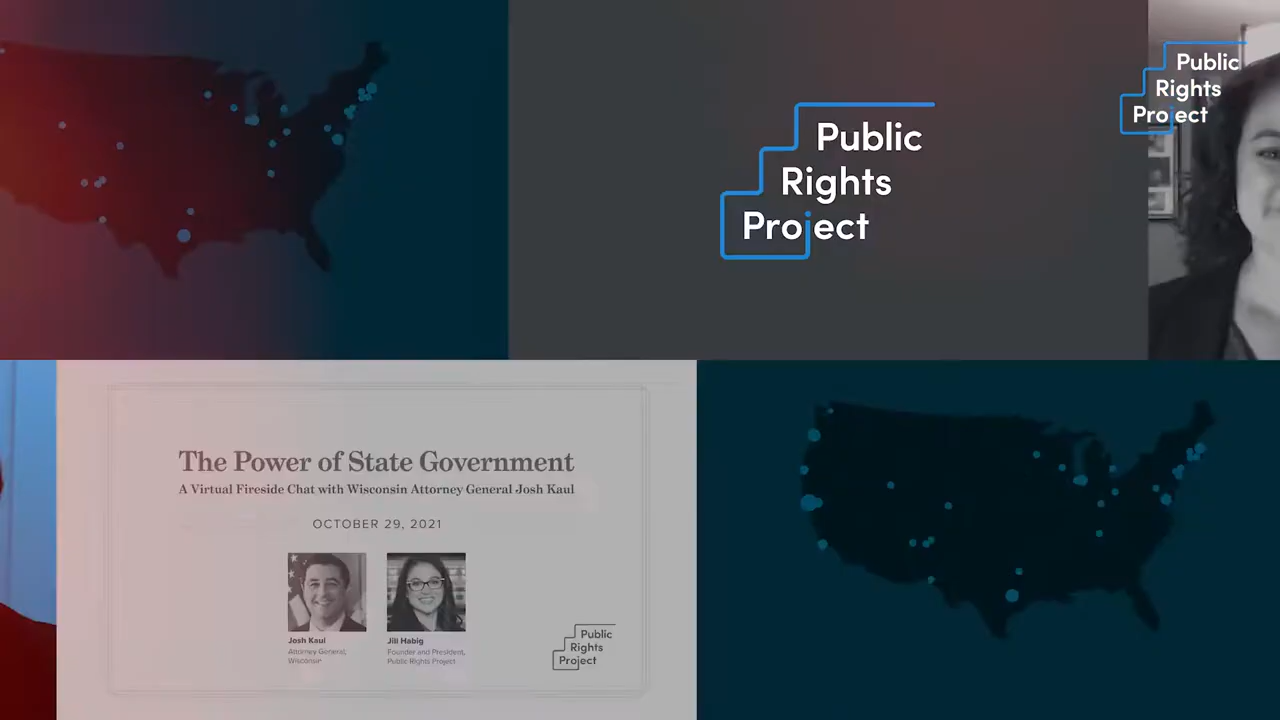 Public
Rights
Project
Public
Rights
Project
The Power of State Government
A Virtual Fireside Chat with Wisconsin Attorney General Josh Kaul
OCTOBER 29, 2021
Josh Kaul
Attorney General,
Wisconsin
Jill Habig
Founder and President,
Public Rights Project
Public
Rights
Project